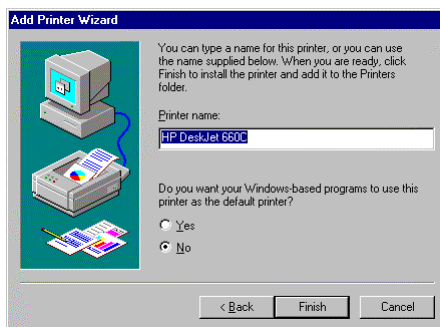 Add Printer Wizard
You can type a name for this printer, or you can use
the name supplied below. When you are ready, click
Finish to install the printer and add it to the Printers
folder.
Printer name:
HP DeskJet 660C
Do you want your Windows-based programs to use this
printer as the default printer?
Yes
No
< Back
Finish
Cancel